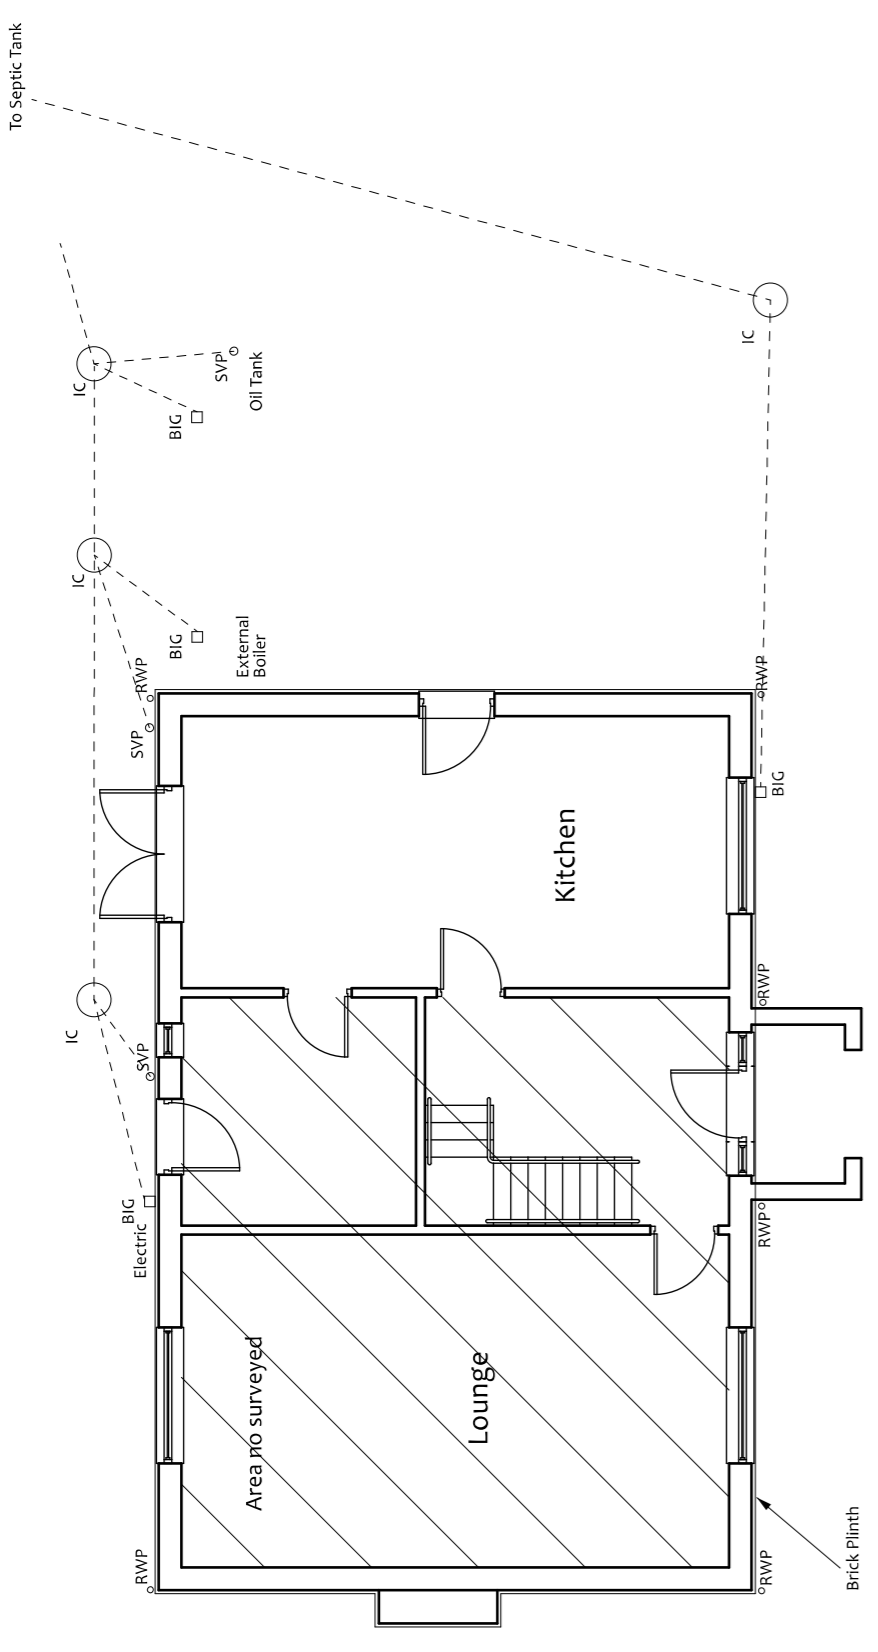 To Septic Tank
IC
SVP
Oil Tank
BIG
IC
IC
BIG
External
Boiler
RWP
SVP
RWP
BIG
Kitchen
RWP
IC
SVP
BIG
Electric
RWP
Area no surveyed
Lounge
RWP
RWP
Brick Plinth